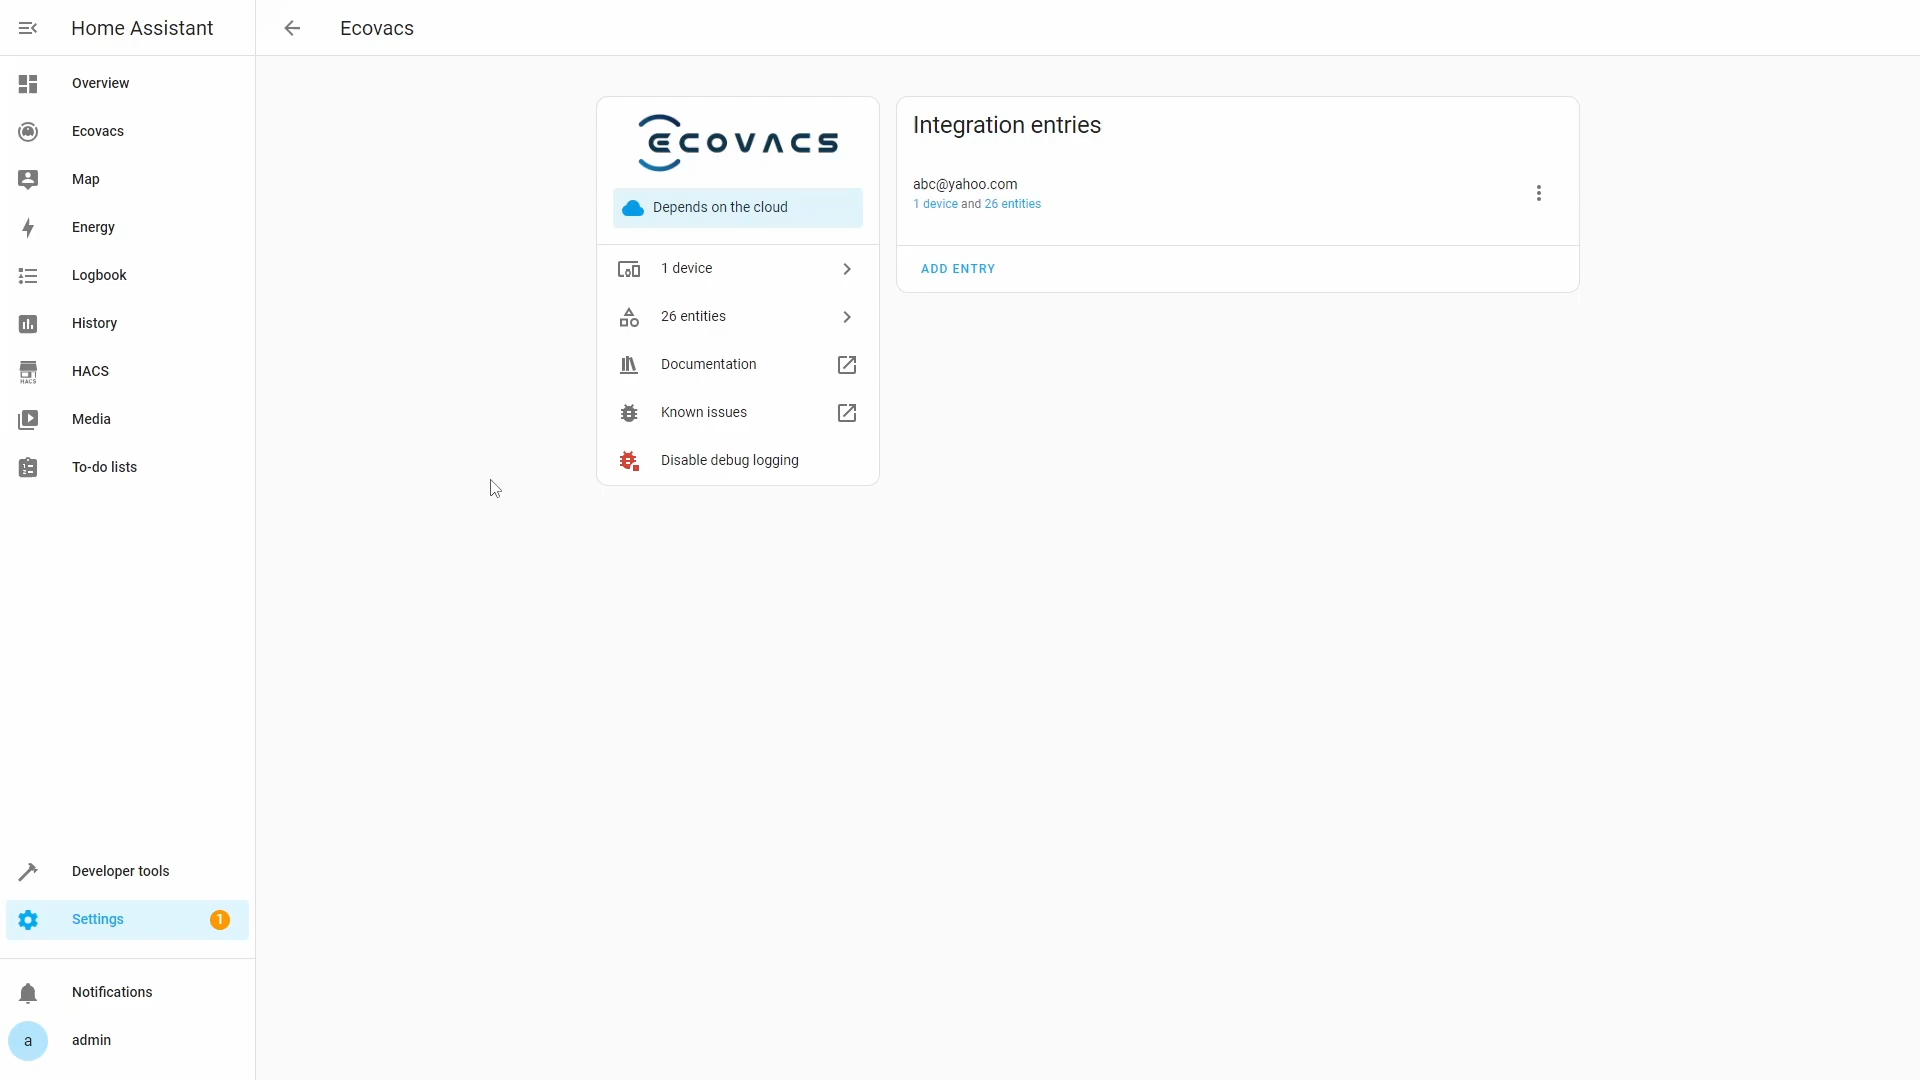 Home Assistant
Ecovacs
Overview
Ecovacs
Map
Energy
Logbook
History
HACS
HACS
Media
To-do lists
Developer tools
Settings
1
Notifications
a
admin
ECOVACS
Depends on the cloud
1 device
26 entities
Documentation
Known issues
Disable debug logging
Integration entries
abc@yahoo.com
1 device and 26 entities
ADD ENTRY